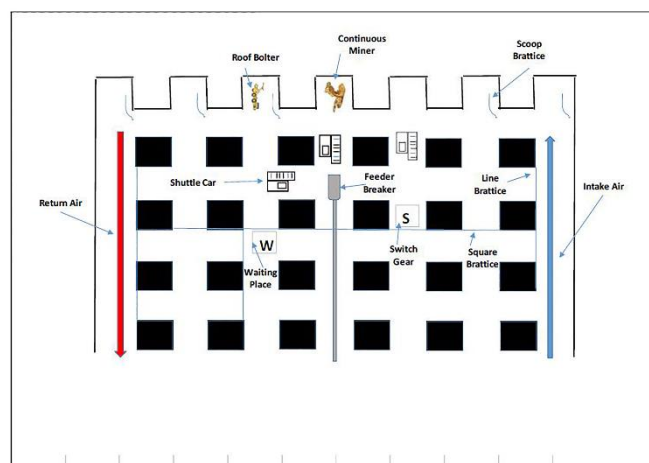 Continuous
Miner
Roof Bolter
Scoop
Brattice
Shuttle Car
Feeder
Breaker
Line
Brattice
Intake Air
Return Air
W
S
Waiting
Place
Switch
Gear
Square
Brattice